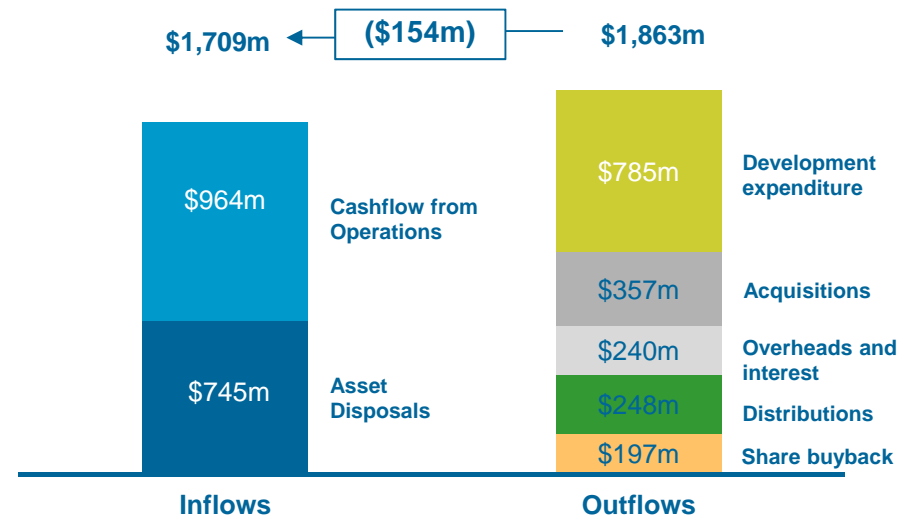 $1,709m
($154m)
$1,863m
$964m
Cashflow from
Operations
$745m
Asset
Disposals
Inflows
$785m
Development
expenditure
$357m
Acquisitions
$240m
Overheads and
interest
$248m
Distributions
$197m
Share buyback
Outflows